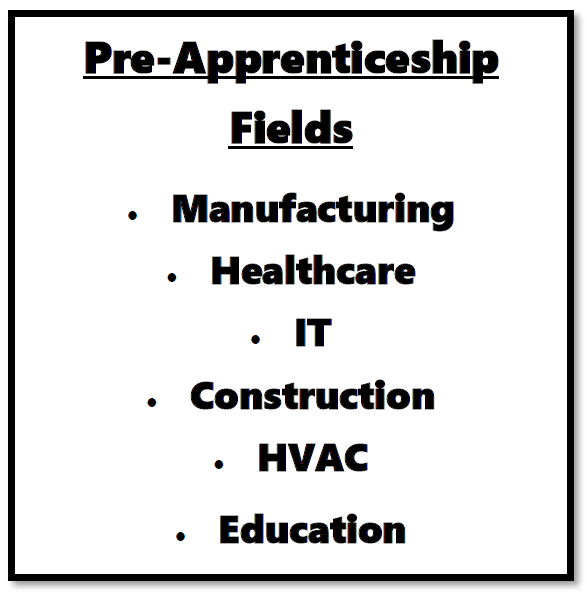 Pre-Apprenticeship
Fields
• Manufacturing
• Healthcare
• IT
• Construction
• HVAC
• Education